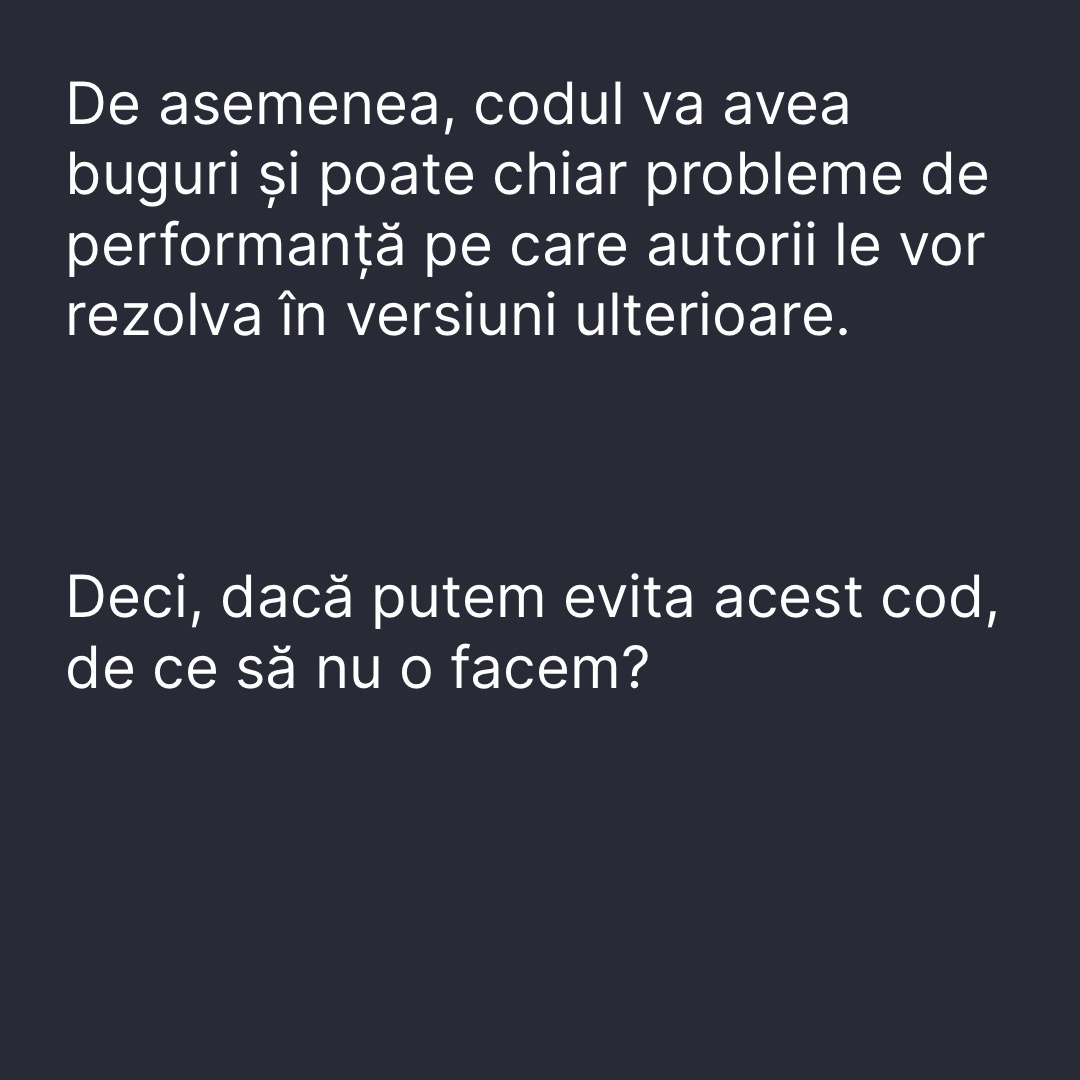 De asemenea, codul va avea
buguri și poate chiar probleme de
performanță pe care autorii le vor
rezolva în versiuni ulterioare.
Deci, dacă putem evita acest cod,
de ce să nu o facem?